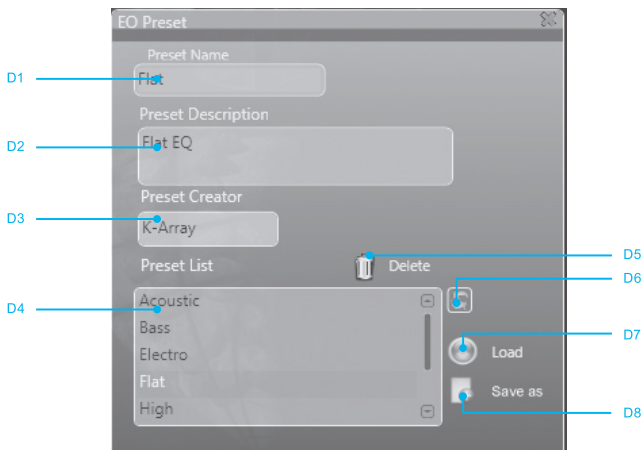 EO Preset
Preset Name
D1
Flat
Preset Description
D2
Flat EQ
Preset Creator
D3
K-Array
D5
Preset List
Delete
D6
D4
Acoustic
Bass
D7
Electro
Load
Flat
Save as
High
D8